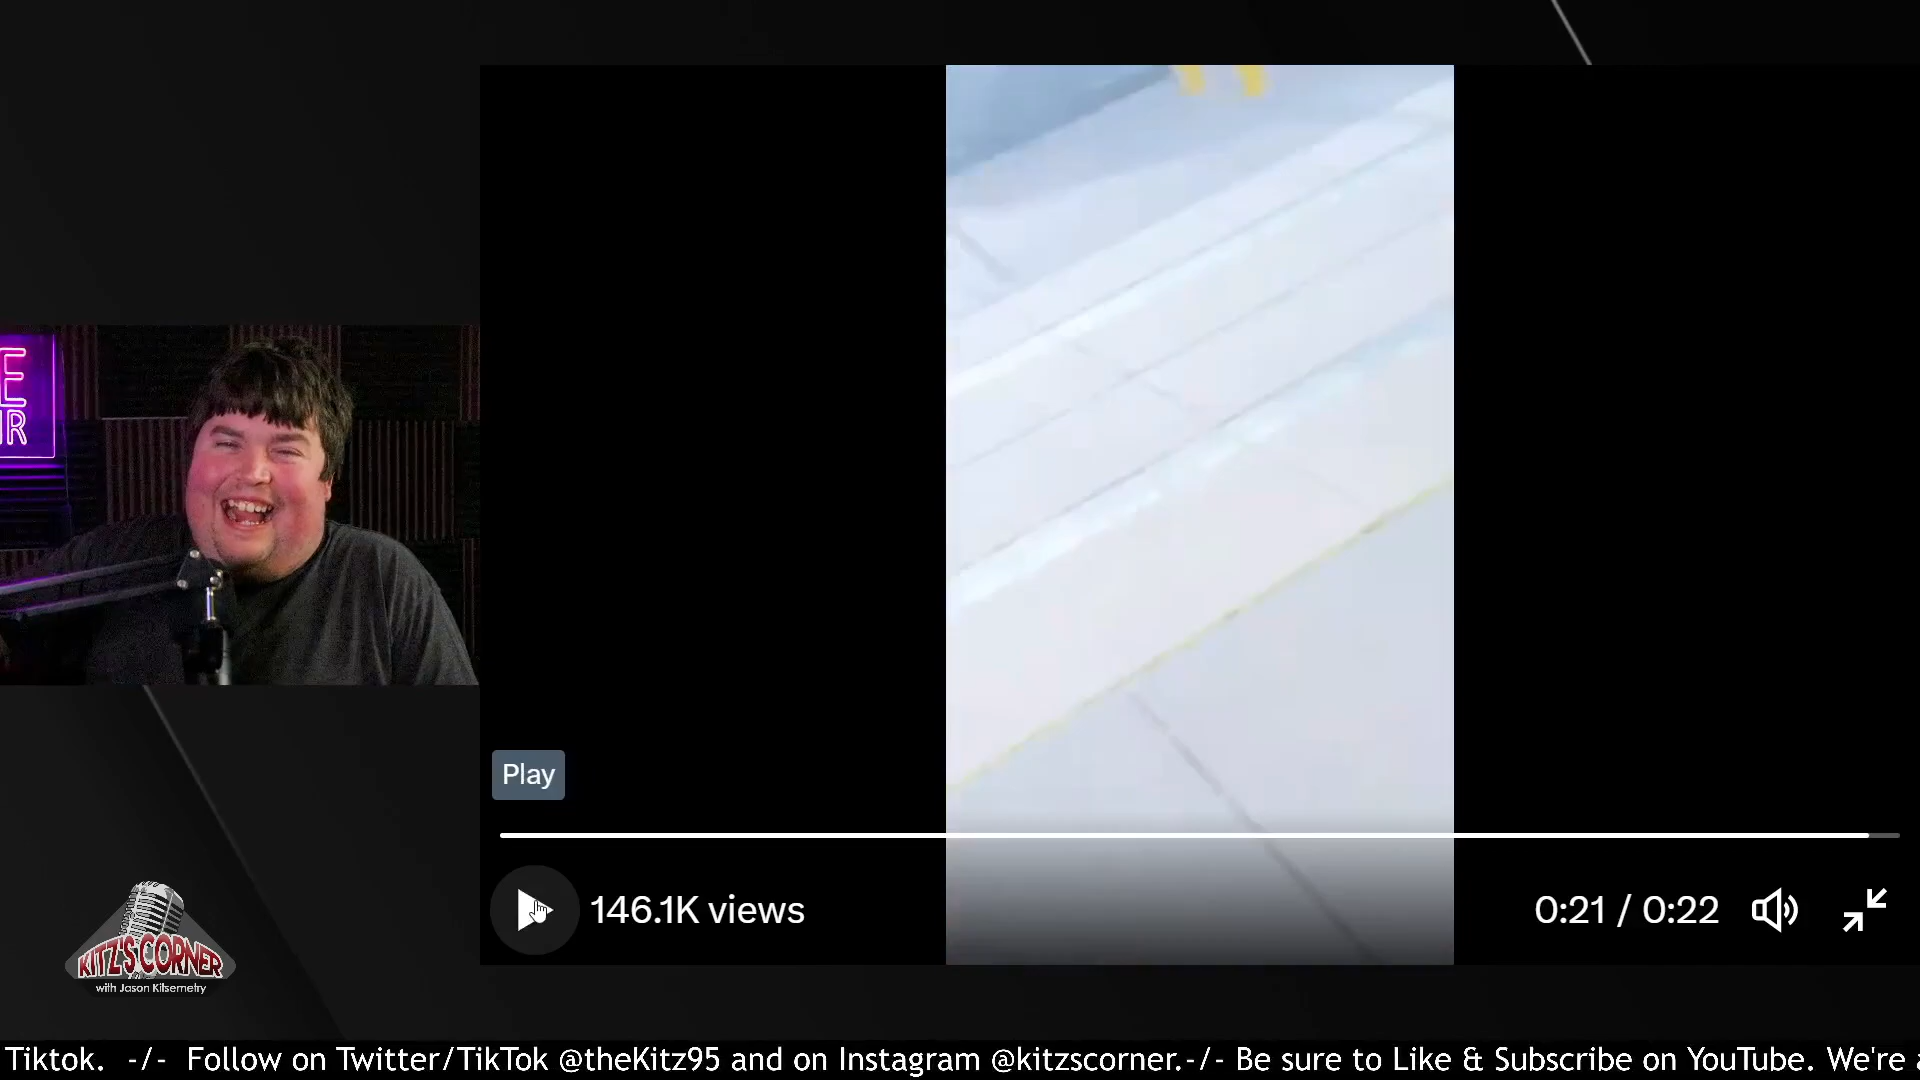 E
IR
Play
146.1K views
0:21 / 0:22
KITZ'S CORNER
with Jason Kitsemetry
Tiktok. -/- Follow on Twitter/TikTok @theKitz95 and on Instagram @kitzscorner.-/- Be sure to Like & Subscribe on YouTube. We're a